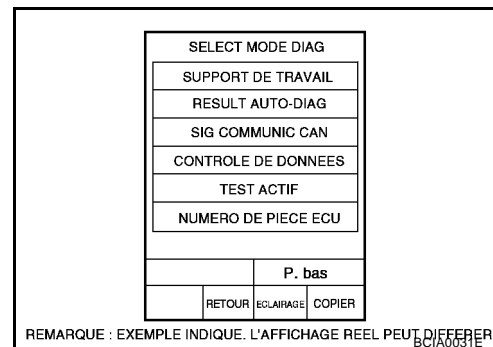 SELECT MODE DIAG
SUPPORT DE TRAVAIL
RESULT AUTO-DIAG
SIG COMMUNIC CAN
CONTROLE DE DONNEES
TEST ACTIF
NUMERO DE PIECE ECU
P. bas
RETOUR ECLAIRAGE COPIER
REMARQUE : EXEMPLE INDIQUE. L'AFFICHAGE REEL PEUT DIFFERER
BCIA0031E